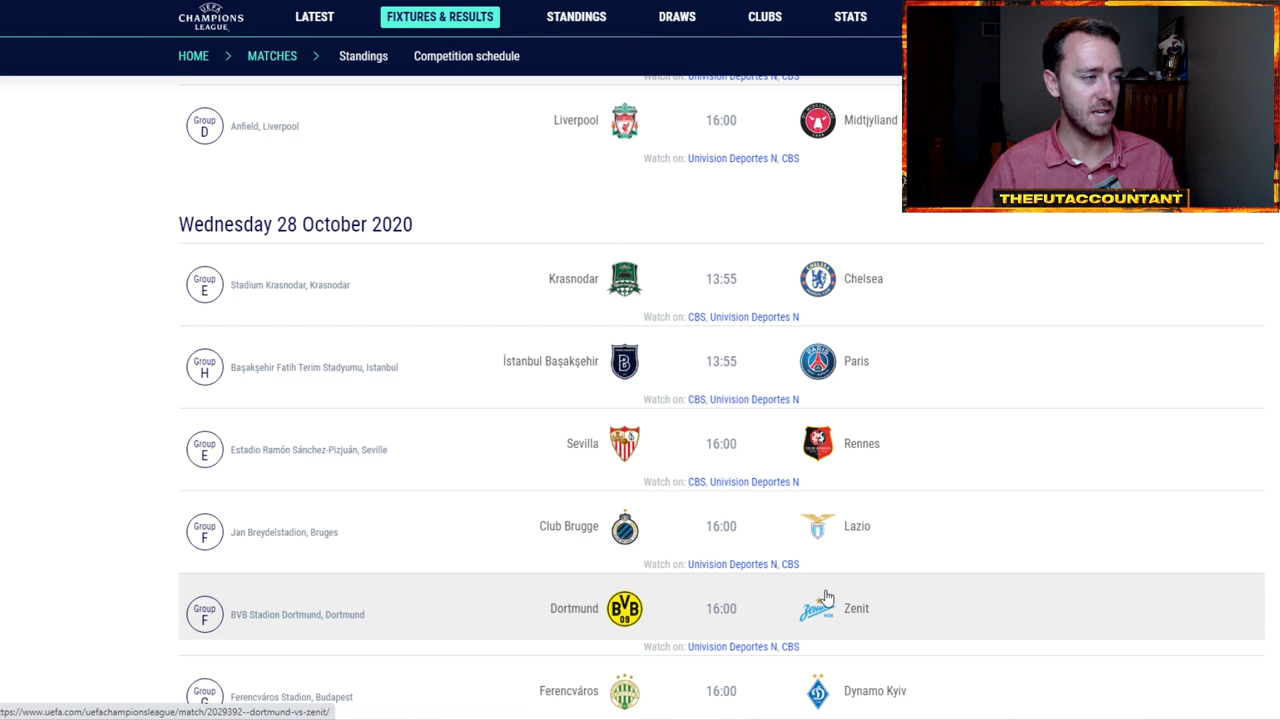 UEFA
CHAMPIONS
LEAGUE
LATEST
FIXTURES & RESULTS
STANDINGS
DRAWS
CLUBS
STATS
HOME > MATCHES > Standings Competition schedule
Watch on: Univision Deportes N, CBS
Group D
Anfield, Liverpool
Liverpool 16:00 Midtjylland
Watch on: Univision Deportes N, CBS
THEFUTACCOUNTANT
Wednesday 28 October 2020
Group E
Stadium Krasnodar, Krasnodar
Krasnodar 13:55 Chelsea
Watch on: CBS, Univision Deportes N
Group H
Başakşehir Fatih Terim Stadyumu, Istanbul
İstanbul Başakşehir 13:55 Paris
Watch on: CBS, Univision Deportes N
Group E
Estadio Ramón Sánchez-Pizjuán, Seville
Sevilla 16:00 Rennes
Watch on: CBS, Univision Deportes N
Group F
Jan Breydelstadion, Bruges
Club Brugge 16:00 Lazio
Watch on: Univision Deportes N, CBS
Group F
BVB Stadion Dortmund, Dortmund
Dortmund BVB 09 16:00 Zenit
Watch on: Univision Deportes N, CBS
Group G
Ferencváros Stadion, Budapest
Ferencváros 16:00 Dynamo Kyiv
ttps://www.uefa.com/uefachampionsleague/match/2029392--dortmund-vs-zenit/